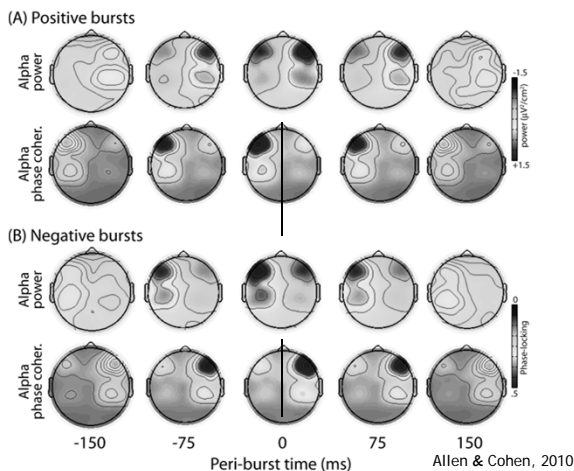 (A) Positive bursts
Alpha
power
-1.5
power (µV²/cm²)
+1.5
Alpha
phase coher.
(B) Negative bursts
Alpha
power
0
Phase-locking
.5
Alpha
phase coher.
-150 -75 0 75 150
Peri-burst time (ms)
Allen & Cohen, 2010